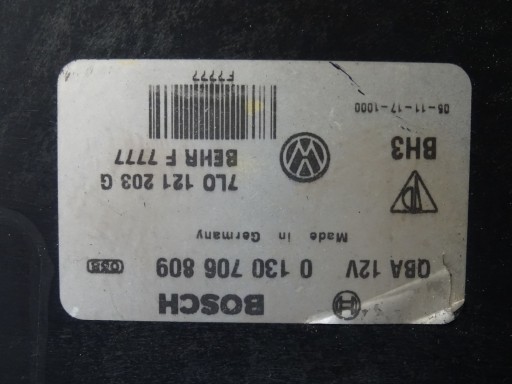 BOSCH
QBA 12V 0 130 706 809
Made in Germany
7L0 121 203 G
BH3
BEHR F 7777
05-11-17-1000
F7777